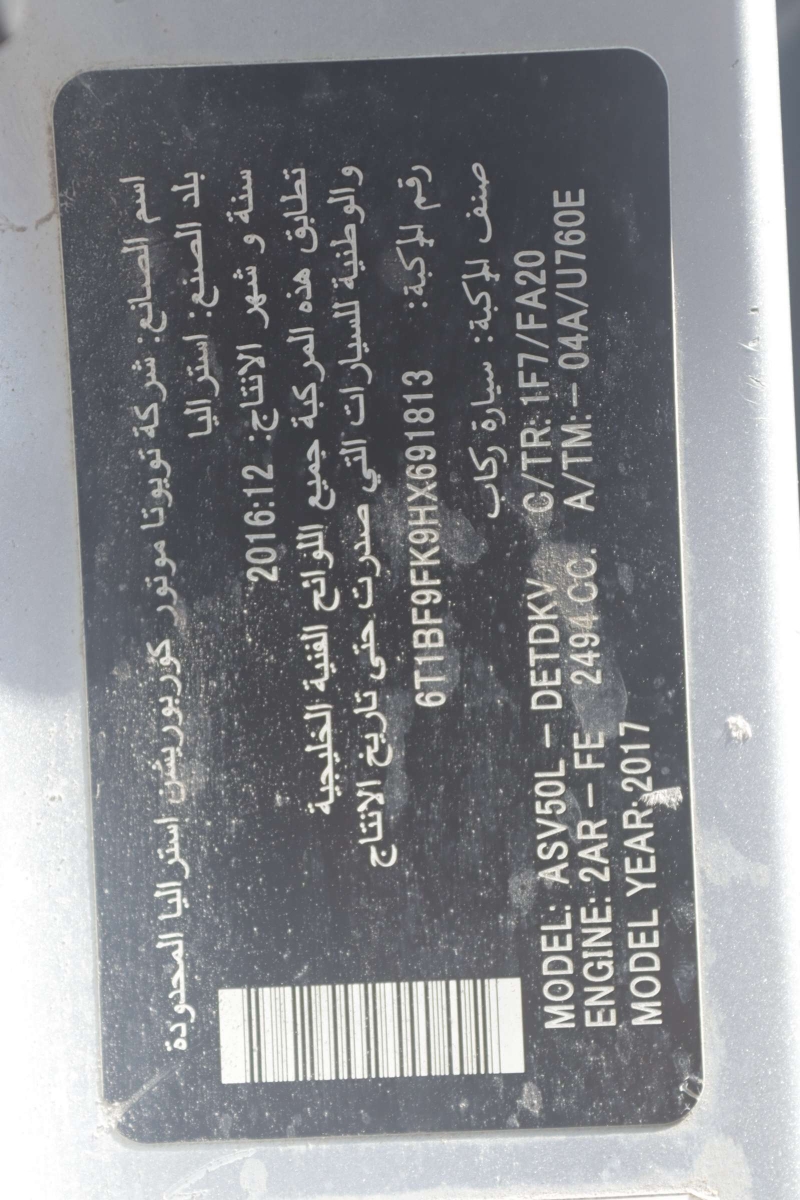 اسم الصانع: شركة تويوتا موتور كوربوريشن استراليا المحدودة
بلد الصنع: استراليا
سنة و شهر الانتاج: 2016:12
تطابق هذه المركبة جميع اللوائح الفنية الخليجية
والوطنية للسيارات التي صدرت حتى تاريخ الانتاج
رقم المركبة: 6T1BF9FK9HX691813
صنف المركبة: سيارة ركاب
MODEL: ASV50L – DETDKV C/TR: 1F7/FA20
ENGINE: 2AR – FE 2494 CC. A/TM: – 04A/U760E
MODEL YEAR: 2017